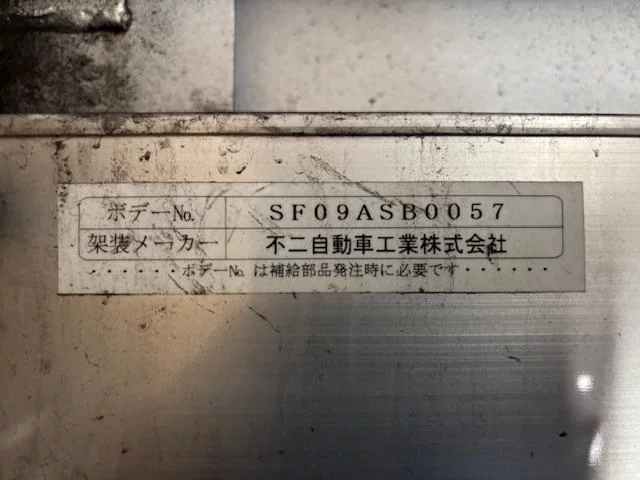 ボデーNo. SF09ASB0057
架装メーカー 不二自動車工業株式会社
・・・・・・ボデーNo. は補給部品発注時に必要です・・・・・・